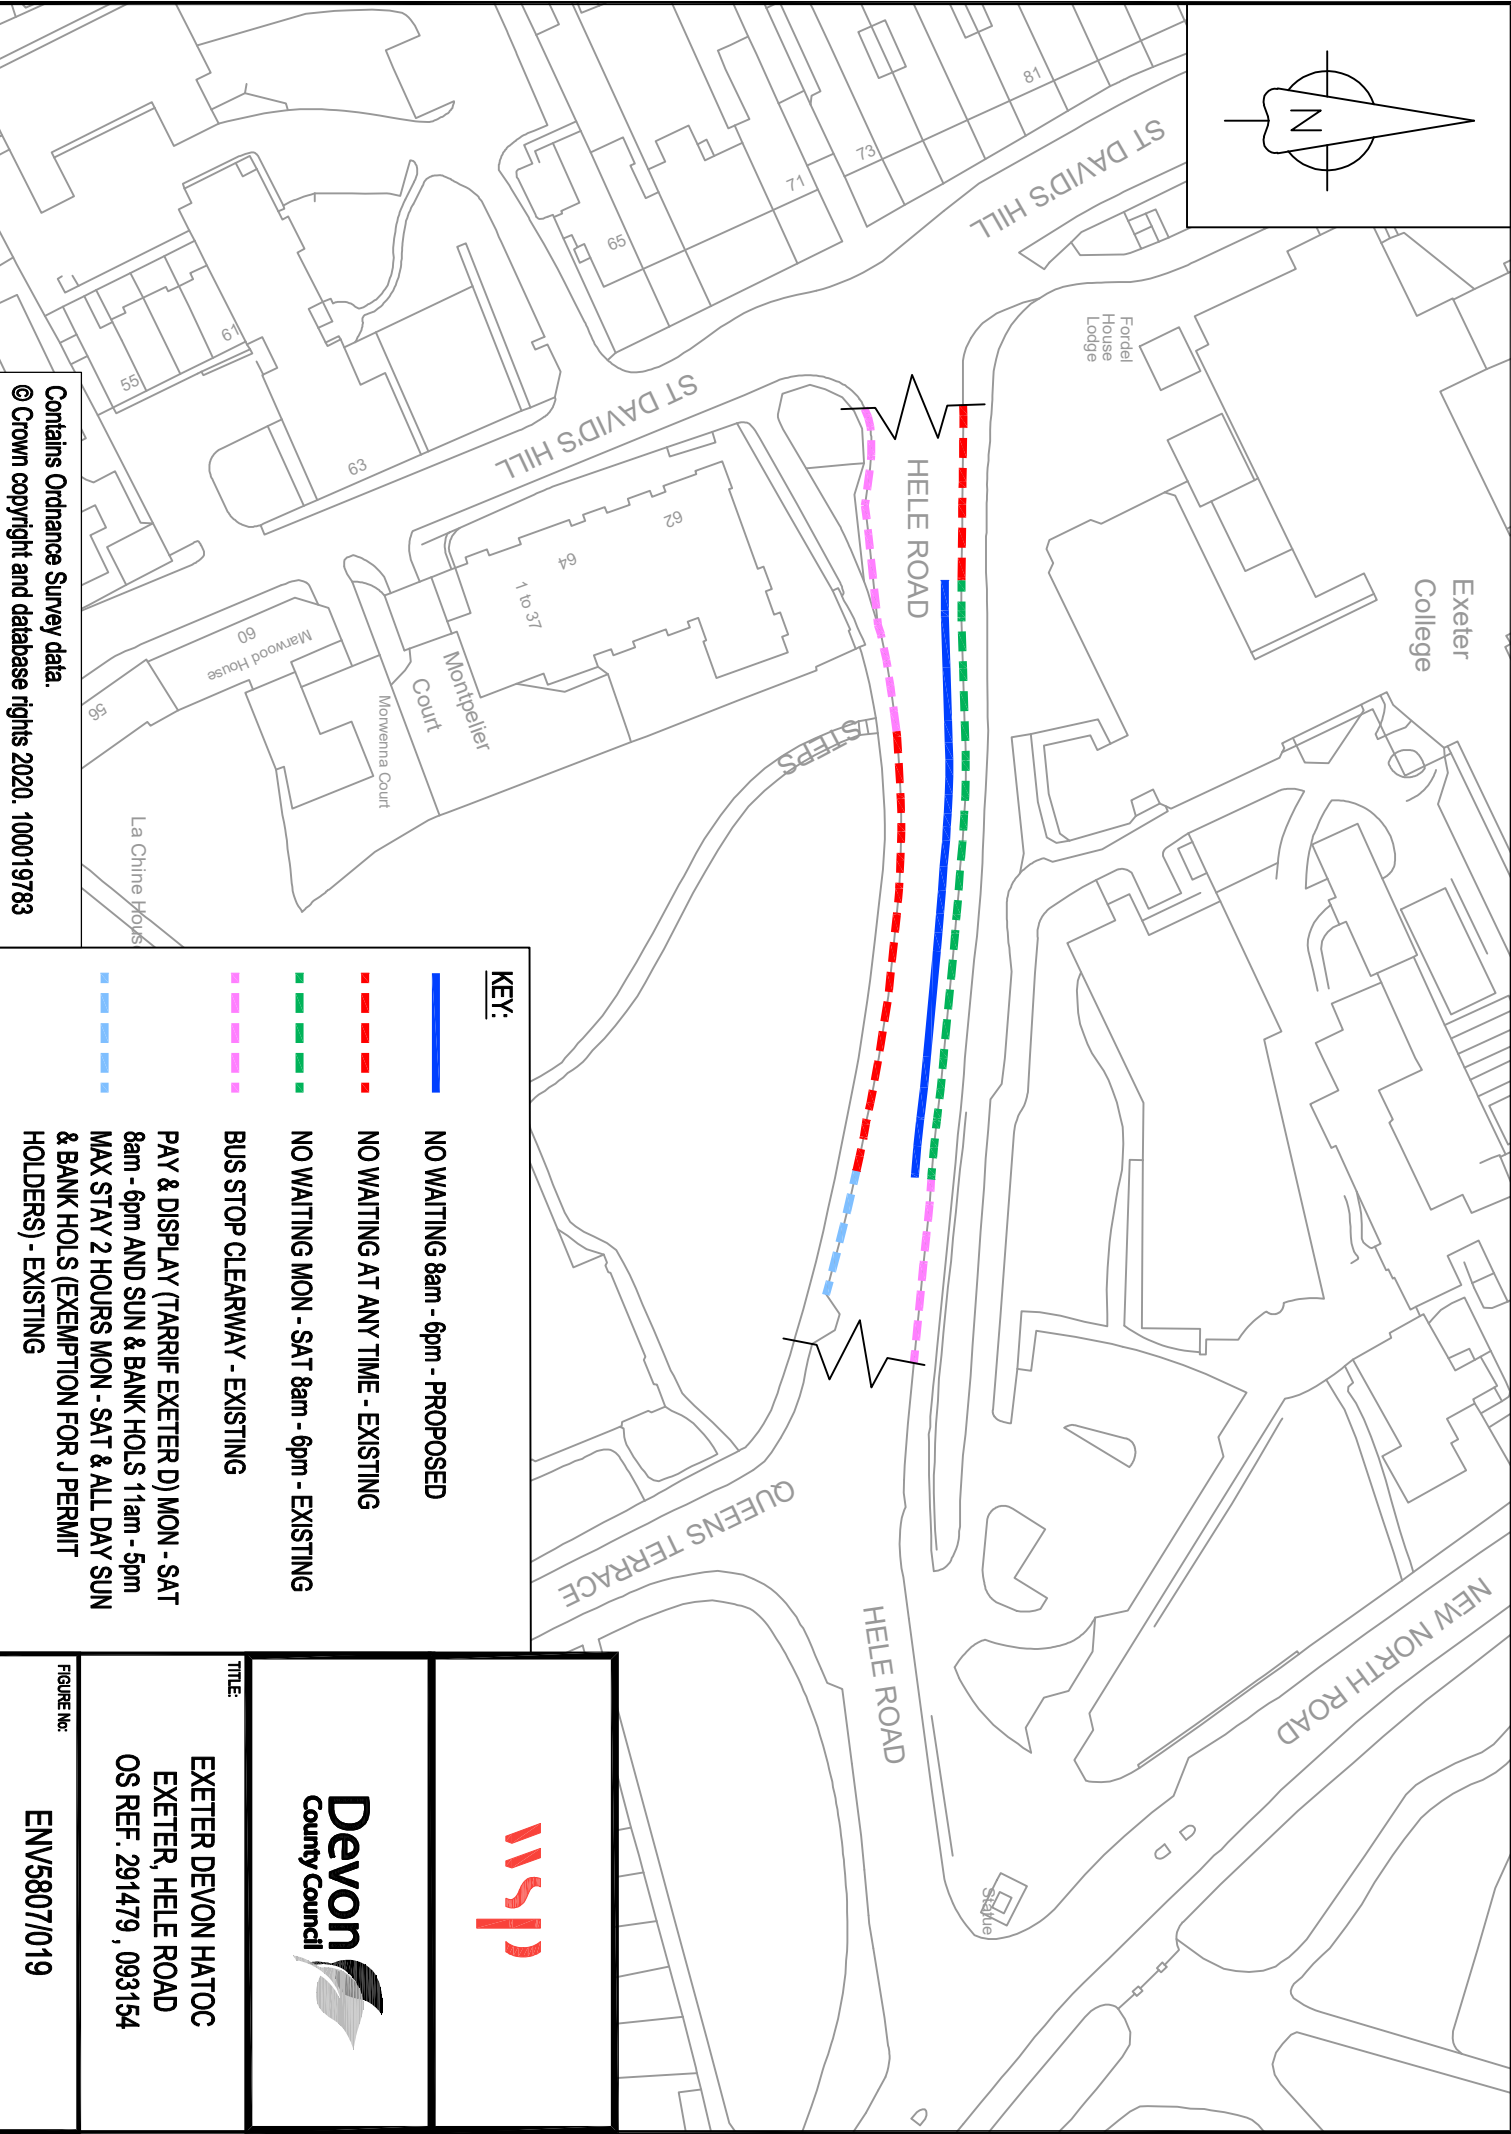 N
ST DAVID'S HILL
81
73
71
65
61
55
63
Fordel
House
Lodge
Exeter
College
HELE ROAD
ST DAVID'S HILL
62
64
1 to 37
Montpelier
Court
Morwenna Court
Marwood House
60
56
La Chine Hous
STEPS
QUEENS TERRACE
HELE ROAD
NEW NORTH ROAD
Statue
Contains Ordnance Survey data.
© Crown copyright and database rights 2020. 100019783
KEY:
NO WAITING 8am - 6pm - PROPOSED
NO WAITING AT ANY TIME - EXISTING
NO WAITING MON - SAT 8am - 6pm - EXISTING
BUS STOP CLEARWAY - EXISTING
PAY & DISPLAY (TARRIF EXETER D) MON - SAT
8am - 6pm AND SUN & BANK HOLS 11am - 5pm
MAX STAY 2 HOURS MON - SAT & ALL DAY SUN
& BANK HOLS (EXEMPTION FOR J PERMIT
HOLDERS) - EXISTING
wsp
Devon
County Council
TITLE:
EXETER DEVON HATOC
EXETER, HELE ROAD
OS REF. 291479 , 093154
FIGURE No:
ENV5807/019